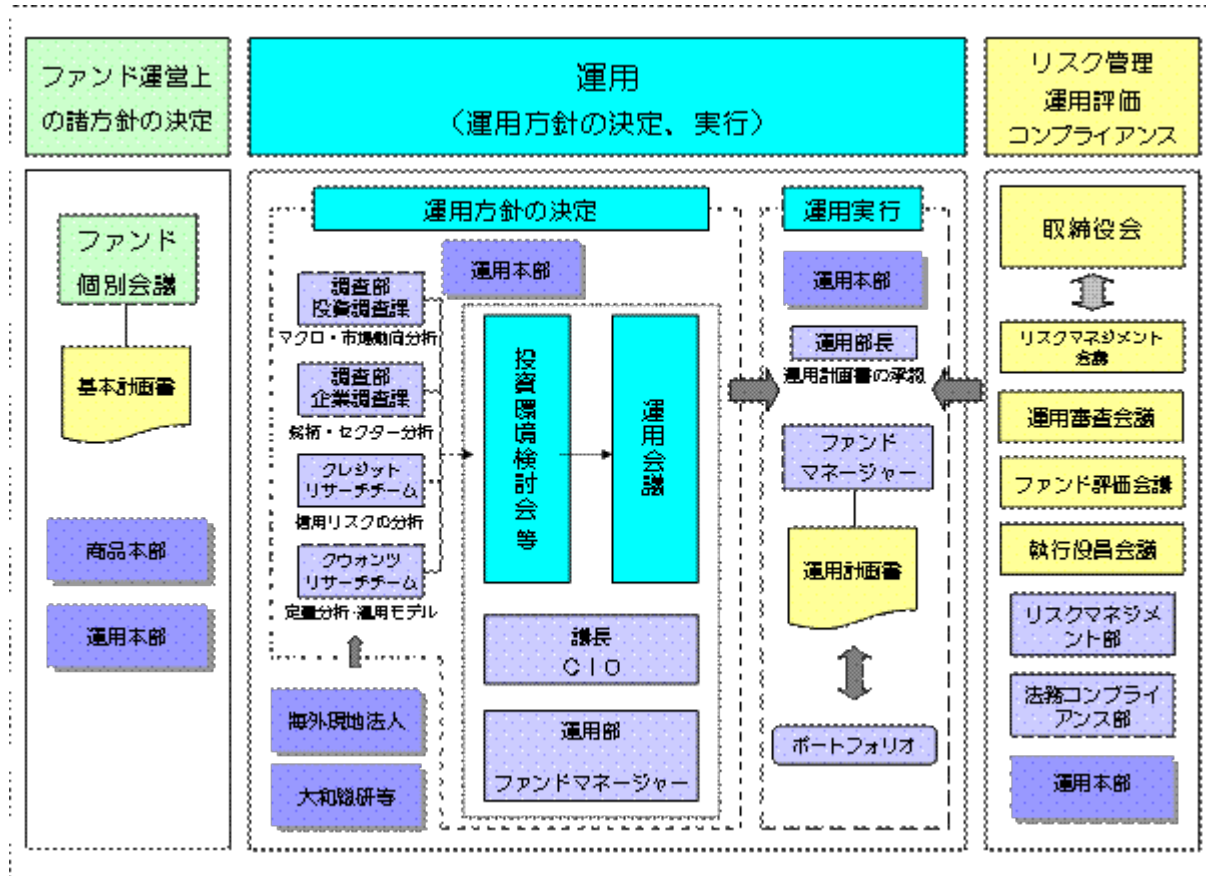 ファンド運営上
の諸方針の決定
運用
（運用方針の決定、実行）
リスク管理
運用評価
コンプライアンス
ファンド
個別会議
基本計画書
商品本部
運用本部
運用方針の決定
運用本部
調査部
投資調査課
マクロ・市場動向分析
調査部
企業調査課
銘柄・セクター分析
クレジット
リサーチチーム
信用リスクの分析
クウォンツ
リサーチチーム
定量分析・運用モデル
海外現地法人
大和総研等
投資環境検討会 等
運用会議
議長
ＣＩＯ
運用部
ファンドマネージャー
運用実行
運用本部
運用部長
運用計画書の承認
ファンド
マネージャー
運用計画書
ポートフォリオ
取締役会
リスクマネジメント
会議
運用審査会議
ファンド評価会議
執行役員会議
リスクマネジメ
ント部
法務コンプライ
アンス部
運用本部